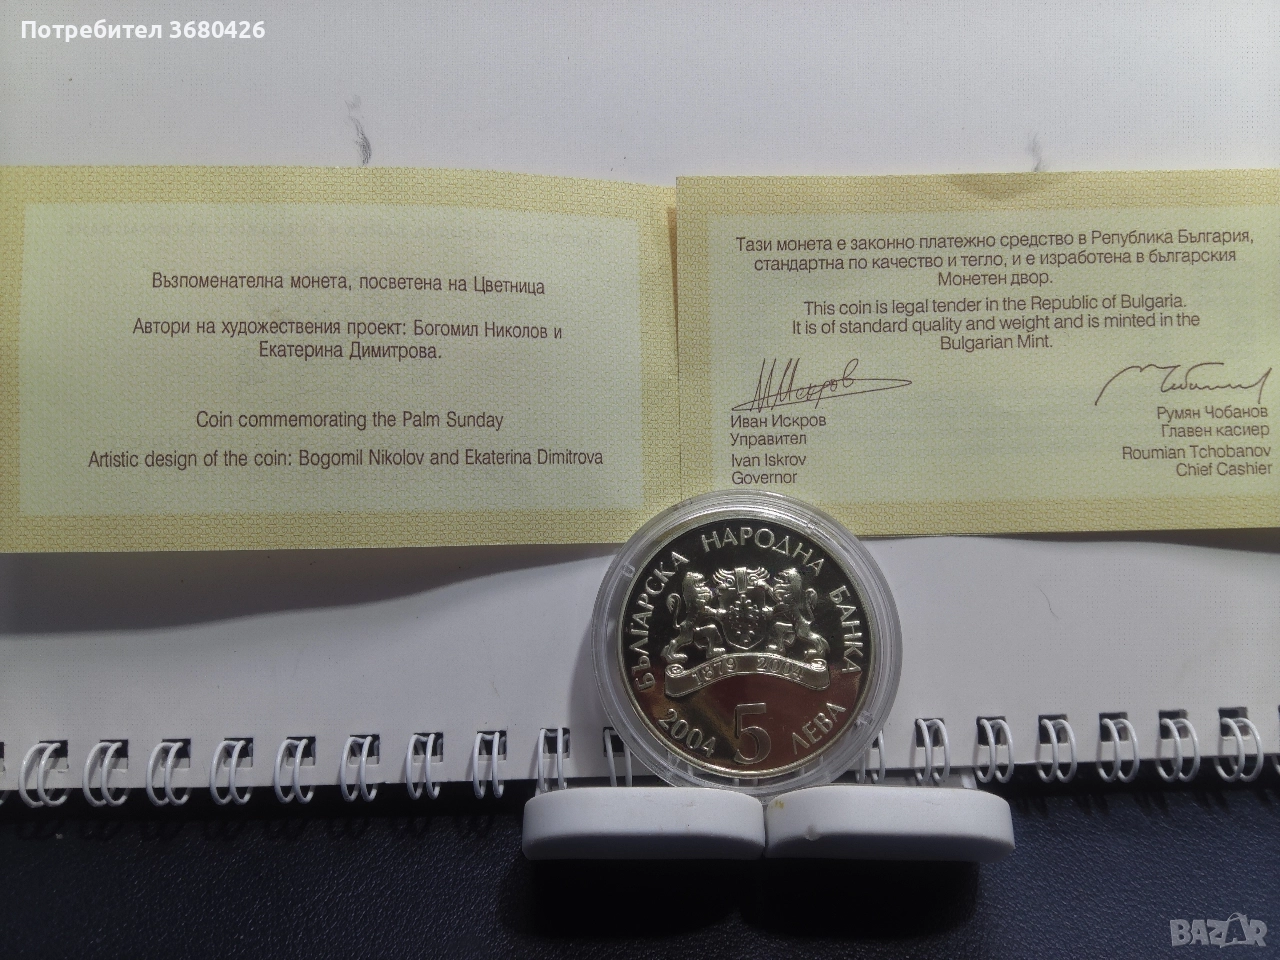 Потребител 3680426
Възпоменателна монета, посветена на Цветница
Автори на художествения проект: Богомил Николов и
Екатерина Димитрова.
Coin commemorating the Palm Sunday
Artistic design of the coin: Bogomil Nikolov and Ekaterina Dimitrova
Тази монета е законно платежно средство в Република България,
стандартна по качество и тегло, и е изработена в българския
Монетен двор.
This coin is legal tender in the Republic of Bulgaria.
It is of standard quality and weight and is minted in the
Bulgarian Mint.
Иван Искров
Управител
Ivan Iskrov
Governor
Румян Чобанов
Главен касиер
Roumian Tchobanov
Chief Cashier
БЪЛГАРСКА НАРОДНА БАНКА
1879 2004
2004 5 ЛЕВА
BAZAR